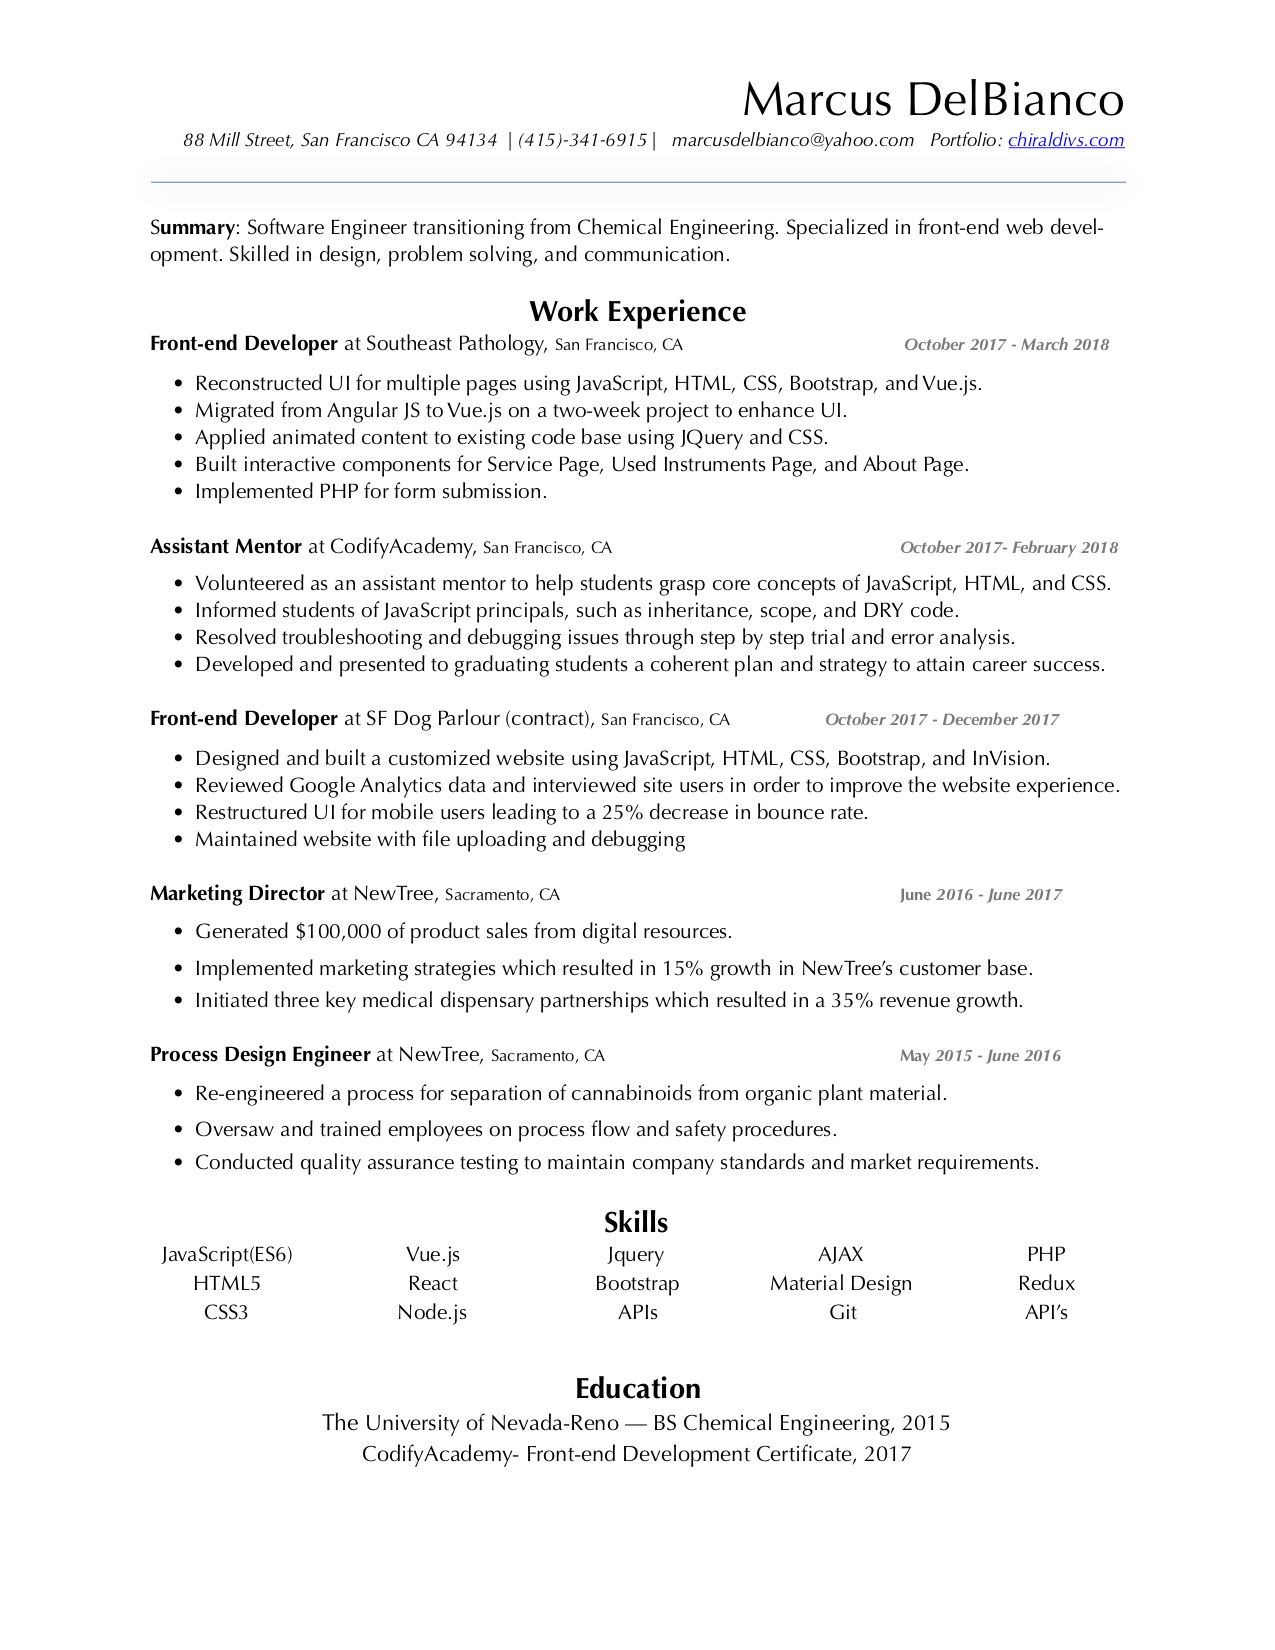 Marcus DelBianco
88 Mill Street, San Francisco CA 94134 | (415)-341-6915 | marcusdelbianco@yahoo.com Portfolio: chiraldivs.com
Summary: Software Engineer transitioning from Chemical Engineering. Specialized in front-end web devel-
opment. Skilled in design, problem solving, and communication.
Work Experience
Front-end Developer at Southeast Pathology, San Francisco, CA October 2017 - March 2018
• Reconstructed UI for multiple pages using JavaScript, HTML, CSS, Bootstrap, and Vue.js.
• Migrated from Angular JS to Vue.js on a two-week project to enhance UI.
• Applied animated content to existing code base using JQuery and CSS.
• Built interactive components for Service Page, Used Instruments Page, and About Page.
• Implemented PHP for form submission.
Assistant Mentor at CodifyAcademy, San Francisco, CA October 2017- February 2018
• Volunteered as an assistant mentor to help students grasp core concepts of JavaScript, HTML, and CSS.
• Informed students of JavaScript principals, such as inheritance, scope, and DRY code.
• Resolved troubleshooting and debugging issues through step by step trial and error analysis.
• Developed and presented to graduating students a coherent plan and strategy to attain career success.
Front-end Developer at SF Dog Parlour (contract), San Francisco, CA October 2017 - December 2017
• Designed and built a customized website using JavaScript, HTML, CSS, Bootstrap, and InVision.
• Reviewed Google Analytics data and interviewed site users in order to improve the website experience.
• Restructured UI for mobile users leading to a 25% decrease in bounce rate.
• Maintained website with file uploading and debugging
Marketing Director at NewTree, Sacramento, CA June 2016 - June 2017
• Generated $100,000 of product sales from digital resources.
• Implemented marketing strategies which resulted in 15% growth in NewTree’s customer base.
• Initiated three key medical dispensary partnerships which resulted in a 35% revenue growth.
Process Design Engineer at NewTree, Sacramento, CA May 2015 - June 2016
• Re-engineered a process for separation of cannabinoids from organic plant material.
• Oversaw and trained employees on process flow and safety procedures.
• Conducted quality assurance testing to maintain company standards and market requirements.
Skills
JavaScript(ES6) Vue.js Jquery AJAX PHP
HTML5 React Bootstrap Material Design Redux
CSS3 Node.js APIs Git API’s
Education
The University of Nevada-Reno — BS Chemical Engineering, 2015
CodifyAcademy- Front-end Development Certificate, 2017